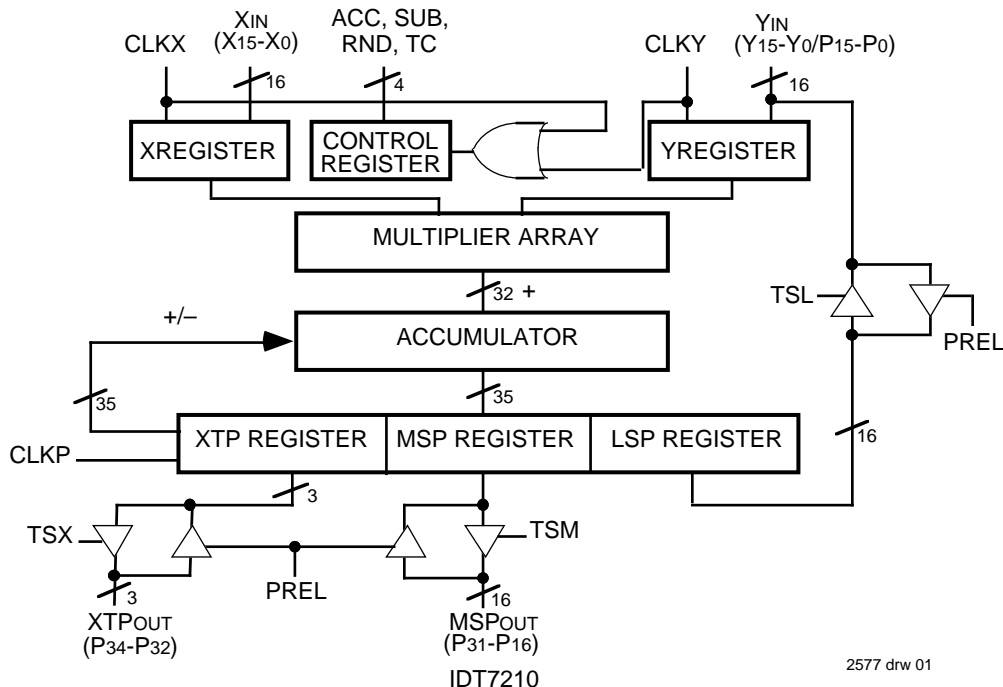 CLKX
XIN
(X15-X0)
ACC, SUB,
RND, TC
CLKY
YIN
(Y15-Y0/P15-P0)
16
4
16
XREGISTER
CONTROL
REGISTER
YREGISTER
MULTIPLIER ARRAY
32 +
TSL
PREL
+/–
ACCUMULATOR
35
35
16
XTP REGISTER
MSP REGISTER
LSP REGISTER
CLKP
3
TSX
PREL
TSM
3
16
XTPOUT
(P34-P32)
MSPOUT
(P31-P16)
IDT7210
2577 drw 01